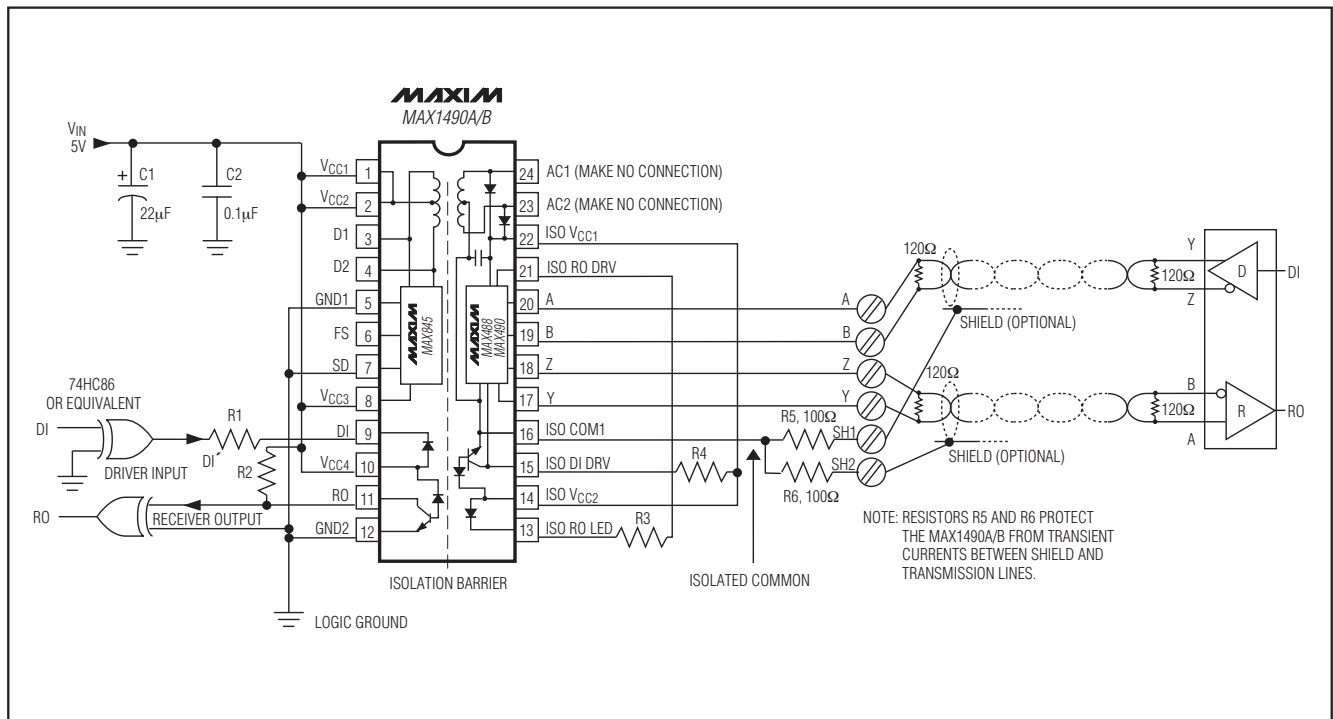 MAXIM
MAX1490A/B
VIN
5V
+ C1
22µF
C2
0.1µF
VCC1 1
VCC2 2
D1 3
D2 4
GND1 5
FS 6
SD 7
VCC3 8
DI 9
VCC4 10
RO 11
GND2 12
MAXIM
MAX845
MAXIM
MAX488
MAX490
24 AC1 (MAKE NO CONNECTION)
23 AC2 (MAKE NO CONNECTION)
22 ISO VCC1
21 ISO RO DRV
20 A
19 B
18 Z
17 Y
16 ISO COM1
15 ISO DI DRV
14 ISO VCC2
13 ISO RO LED
74HC86
OR EQUIVALENT
DI
DRIVER INPUT
R1
DI´
R2
RO
RECEIVER OUTPUT
ISOLATION BARRIER
LOGIC GROUND
R3
R4
ISOLATED COMMON
R5, 100Ω
SH1
R6, 100Ω
SH2
A
B
Z
Y
120Ω
SHIELD (OPTIONAL)
120Ω
Y
Z
D
DI
120Ω
SHIELD (OPTIONAL)
120Ω
B
A
R
RO
NOTE: RESISTORS R5 AND R6 PROTECT
THE MAX1490A/B FROM TRANSIENT
CURRENTS BETWEEN SHIELD AND
TRANSMISSION LINES.